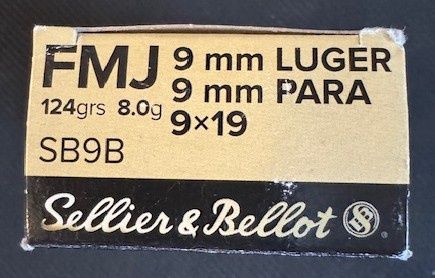 FMJ 9 mm LUGER
9 mm PARA
124grs 8.0g 9×19
SB9B
Sellier & Bellot